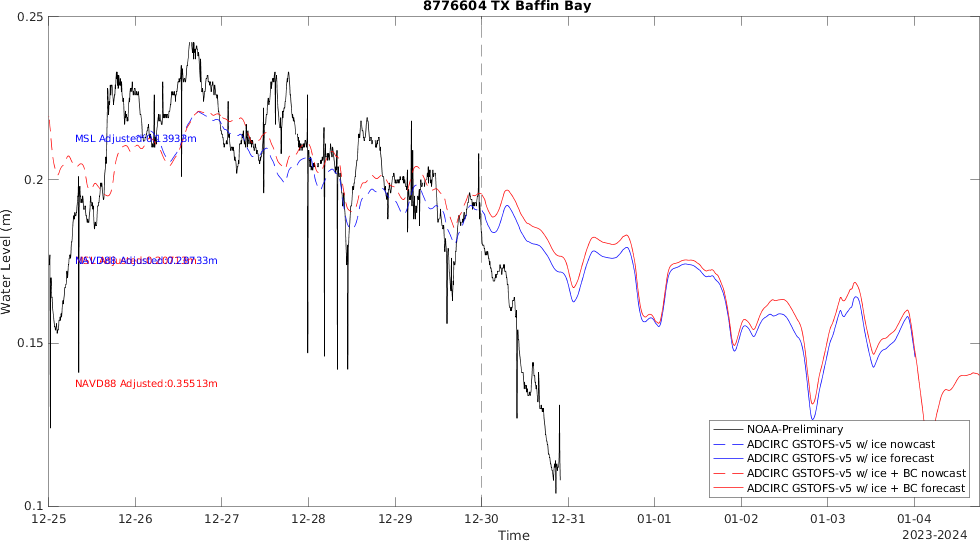 8776604 TX Baffin Bay
0.25
0.2
0.15
0.1
Water Level (m)
MSL Adjusted:
NAVD88 Adjusted:
NAVD88 Adjusted:0.35513m
NOAA-Preliminary
ADCIRC GSTOFS-v5 w/ ice nowcast
ADCIRC GSTOFS-v5 w/ ice forecast
ADCIRC GSTOFS-v5 w/ ice + BC nowcast
ADCIRC GSTOFS-v5 w/ ice + BC forecast
12-25 12-26 12-27 12-28 12-29 12-30 12-31 01-01 01-02 01-03 01-04
Time
2023-2024